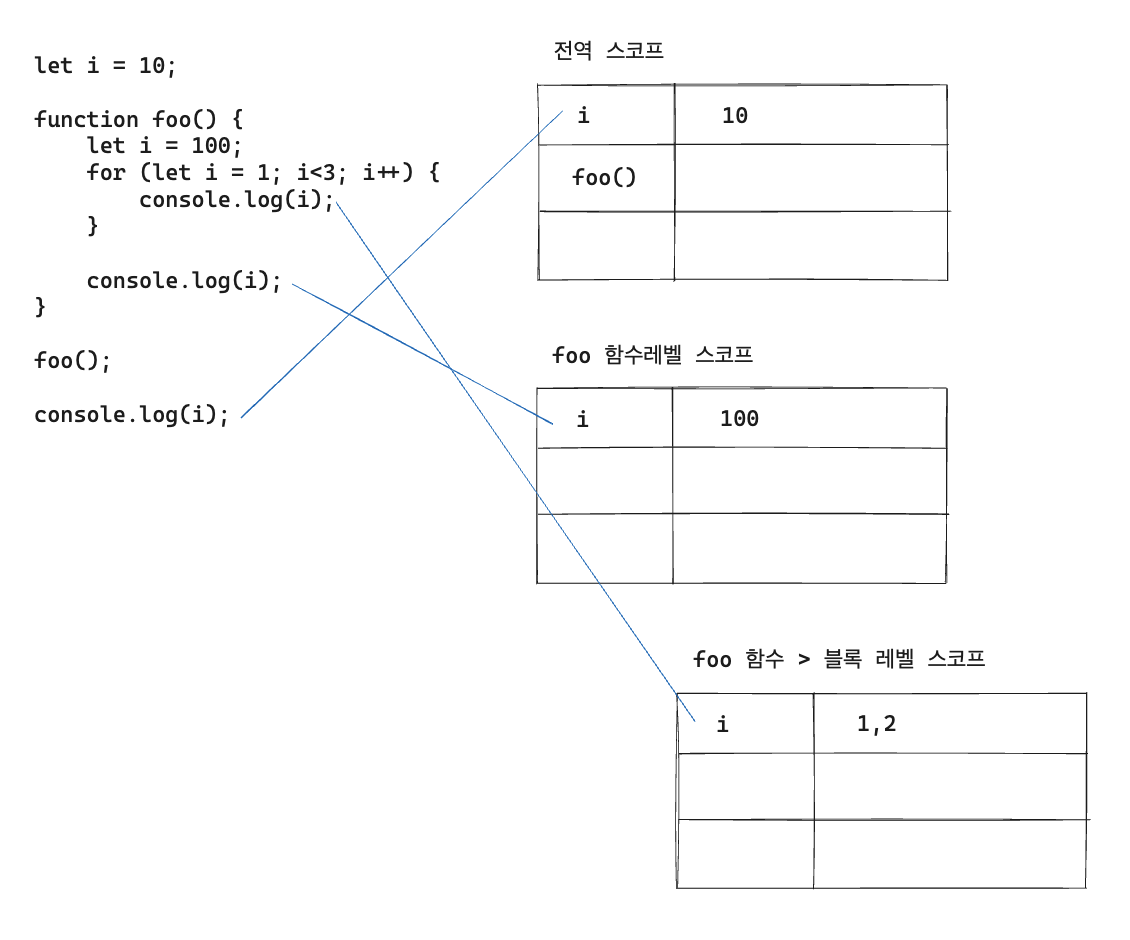 let i = 10;
function foo() {
let i = 100;
for (let i = 1; i<3; i++) {
console.log(i);
}
console.log(i);
}
foo();
console.log(i);
전역 스코프
i 10
foo()
foo 함수레벨 스코프
i 100
foo 함수 > 블록 레벨 스코프
i 1,2